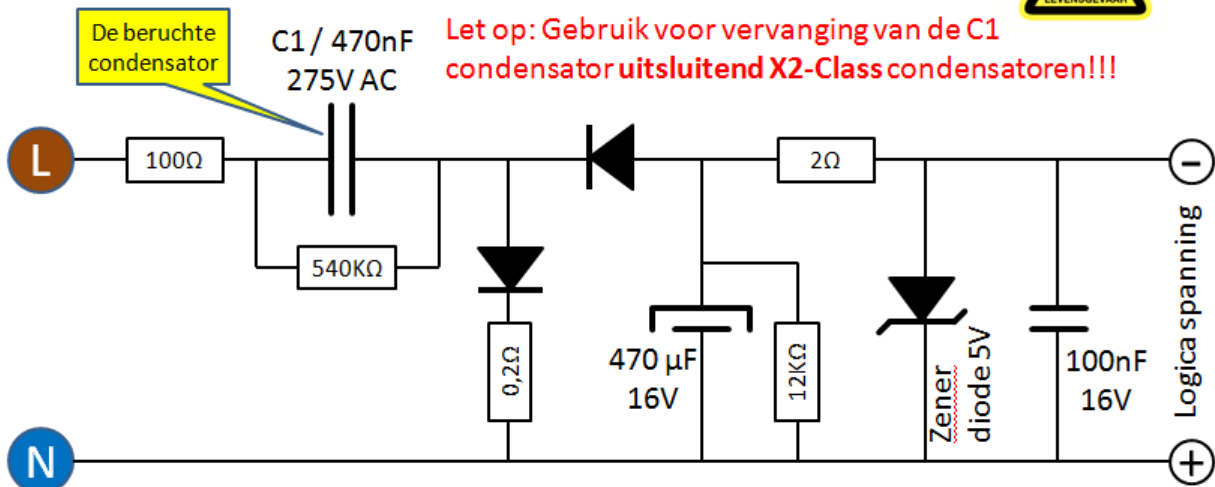 LEVENSGEVAAR
De beruchte
condensator
C1 / 470nF
275V AC
Let op: Gebruik voor vervanging van de C1
condensator uitsluitend X2-Class condensatoren!!!
L
100Ω
540KΩ
2Ω
-
0,2Ω
470 µF
16V
12KΩ
Zener
diode 5V
100nF
16V
Logica spanning
N
+